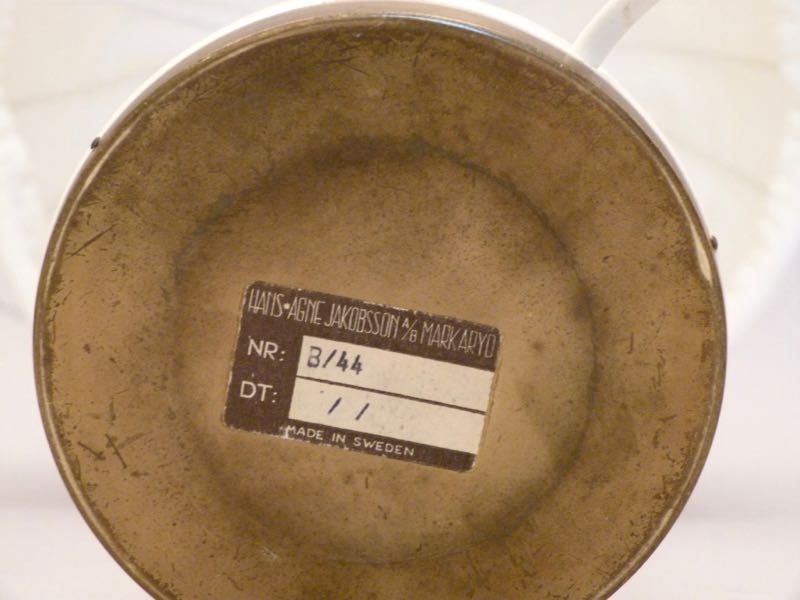 HANS•AGNE JAKOBSSON A/B MARKARYD
NR: B/44
DT: / /
MADE IN SWEDEN